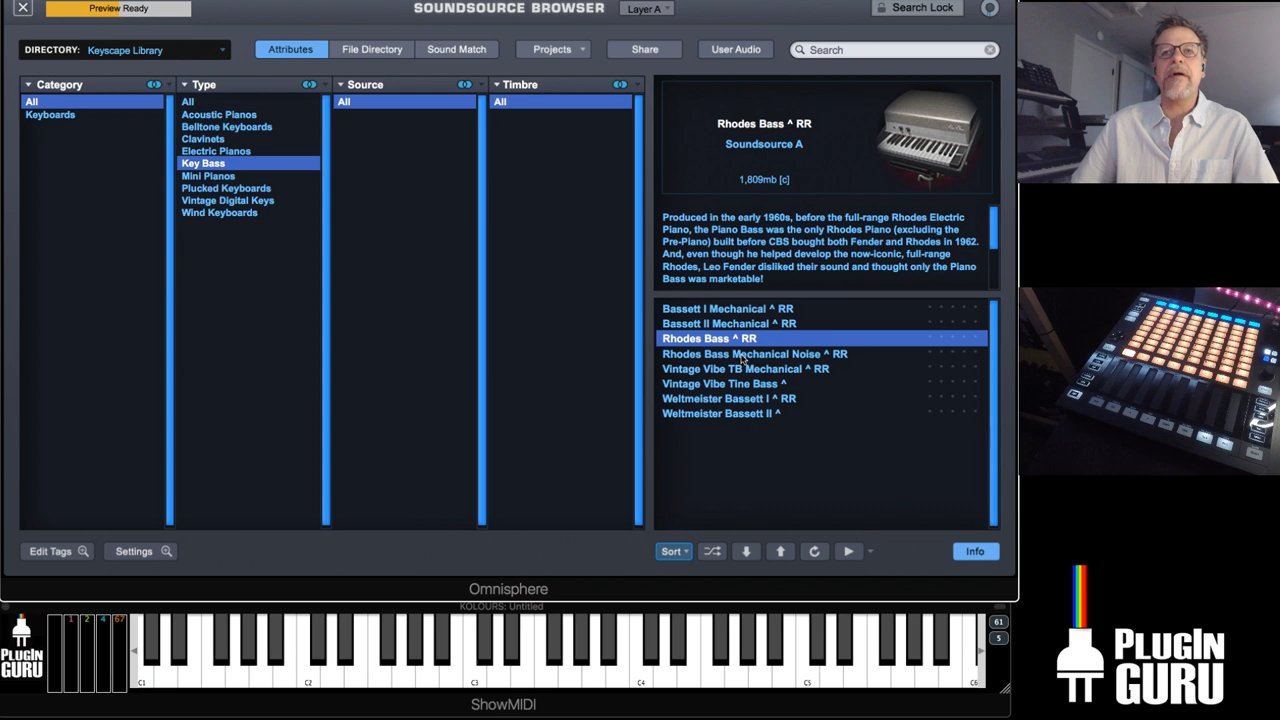 Preview Ready
SOUNDSOURCE BROWSER
Layer A
Search Lock
DIRECTORY: Keyscape Library
Attributes
File Directory
Sound Match
Projects
Share
User Audio
Search
Category
Type
Source
Timbre
All
Keyboards
All
Acoustic Pianos
Belltone Keyboards
Clavinets
Electric Pianos
Key Bass
Mini Pianos
Plucked Keyboards
Vintage Digital Keys
Wind Keyboards
All
All
Rhodes Bass ^ RR
Soundsource A
1,809mb [c]
Produced in the early 1960s, before the full-range Rhodes Electric
Piano, the Piano Bass was the only Rhodes Piano (excluding the
Pre-Piano) built before CBS bought both Fender and Rhodes in 1962.
And, even though he helped develop the now-iconic, full-range
Rhodes, Leo Fender disliked their sound and thought only the Piano
Bass was marketable!
Bassett I Mechanical ^ RR
Bassett II Mechanical ^ RR
Rhodes Bass ^ RR
Rhodes Bass Mechanical Noise ^ RR
Vintage Vibe TB Mechanical ^ RR
Vintage Vibe Tine Bass ^
Weltmeister Bassett I ^ RR
Weltmeister Bassett II ^
Edit Tags
Settings
Sort
Info
Omnisphere
KOLOURS: Untitled
1 2 4 67
61
5
PLUGIN
GURU
C1 C2 C3 C4 C5 C6
ShowMIDI
PLUGIN
GURU